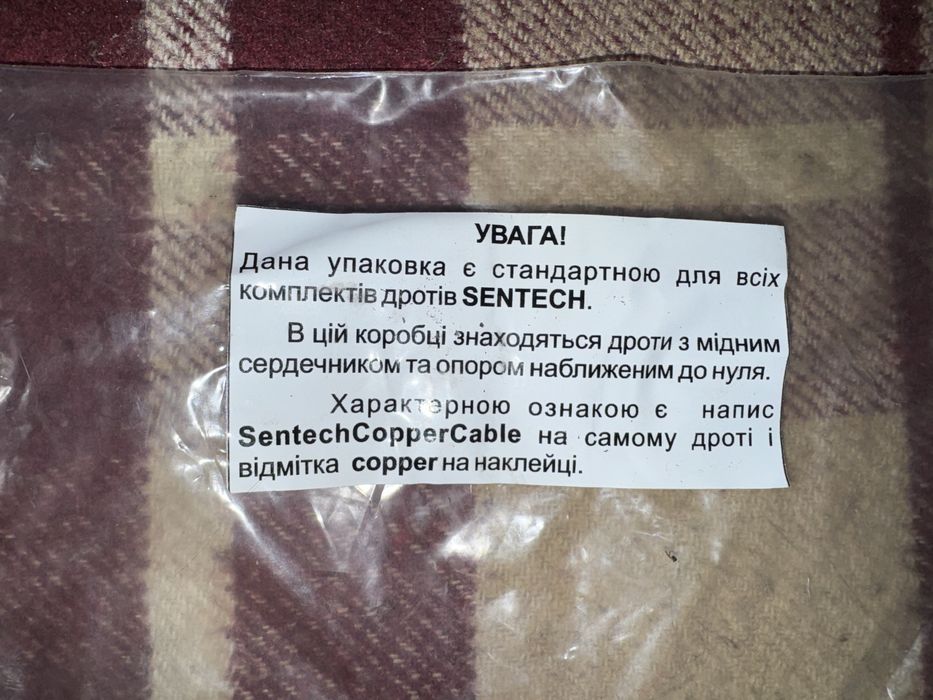 УВАГА!
Дана упаковка є стандартною для всіх
комплектів дротів SENTECH.
В цій коробці знаходяться дроти з мідним
сердечником та опором наближеним до нуля.
Характерною ознакою є напис
SentechCopperCable на самому дроті і
відмітка copper на наклейці.